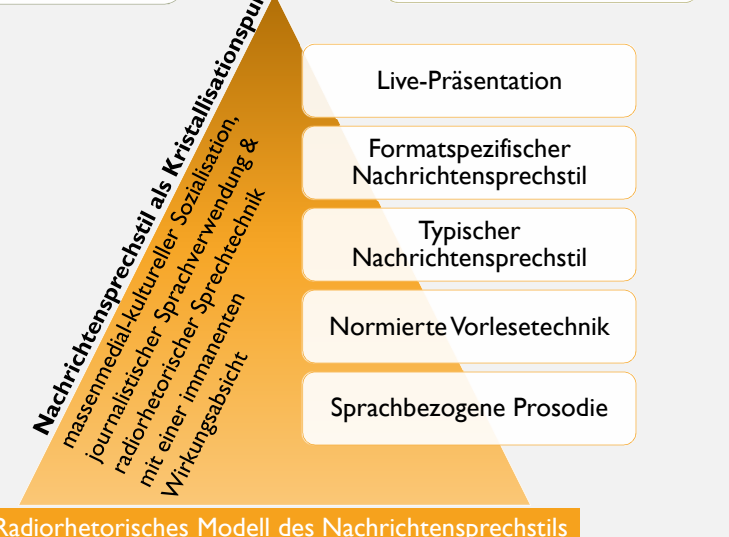 Nachrichtensprechstil als Kristallisationspun
massenmedial-kultureller Sozialisation,
journalistischer Sprachverwendung &
radiorhetorischer Sprechtechnik
mit einer immanenten
Wirkungsabsicht
Live-Präsentation
Formatspezifischer
Nachrichtensprechstil
Typischer
Nachrichtensprechstil
Normierte Vorlesetechnik
Sprachbezogene Prosodie
Radiorhetorisches Modell des Nachrichtensprechstils